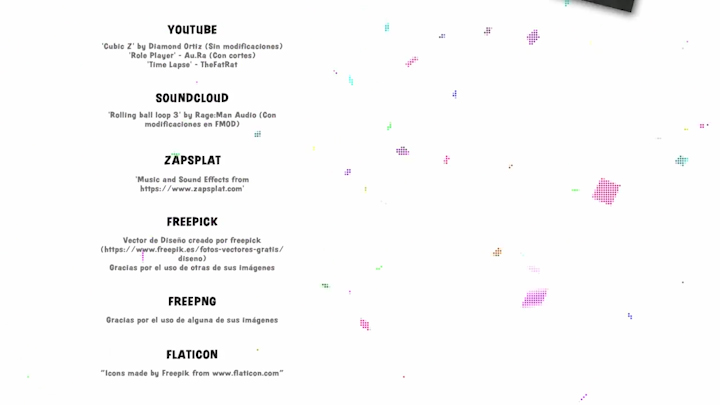 YOUTUBE
'Cubic Z' by Diamond Ortiz (Sin modificaciones)
'Role Player' - Au.Ra (Con cortes)
'Time Lapse' - TheFatRat
SOUNDCLOUD
'Rolling ball loop 3' by Rage:Man Audio (Con
modificaciones en FMOD)
ZAPSPLAT
'Music and Sound Effects from
https://www.zapsplat.com'
FREEPICK
Vector de Diseño creado por freepick
(https://www.freepik.es/fotos-vectores-gratis/
diseno)
Gracias por el uso de otras de sus imágenes
FREEPNG
Gracias por el uso de alguna de sus imágenes
FLATICON
"Icons made by Freepik from www.flaticon.com"